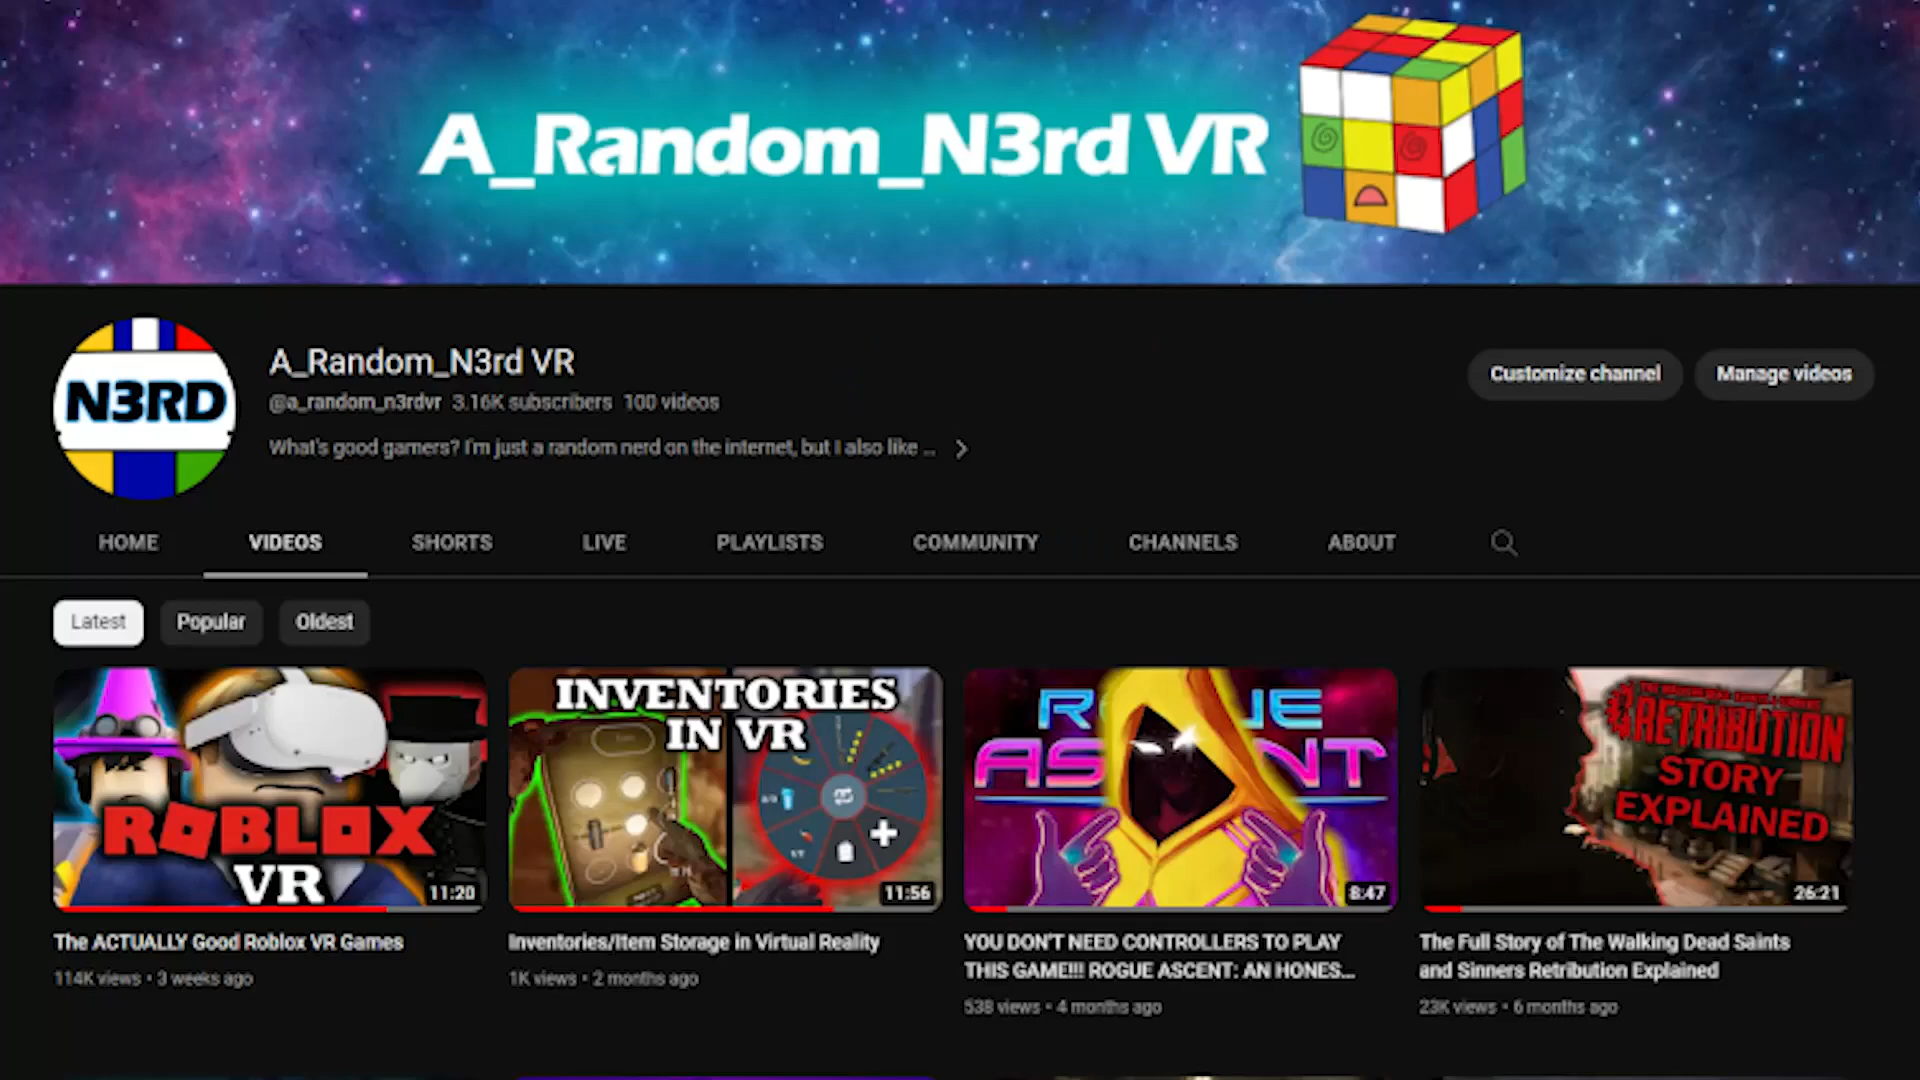 A_Random_N3rd VR
N3RD
A_Random_N3rd VR
@a_random_n3rdvr 3.16K subscribers 100 videos
What's good gamers? I'm just a random nerd on the internet, but I also like ...
Customize channel
Manage videos
HOME
VIDEOS
SHORTS
LIVE
PLAYLISTS
COMMUNITY
CHANNELS
ABOUT
Latest
Popular
Oldest
ROBLOX
VR
11:20
The ACTUALLY Good Roblox VR Games
114K views • 3 weeks ago
INVENTORIES
IN VR
11:56
Inventories/Item Storage in Virtual Reality
1K views • 2 months ago
8:47
YOU DON'T NEED CONTROLLERS TO PLAY
THIS GAME!!! ROGUE ASCENT: AN HONES...
538 views • 4 months ago
RETRIBUTION
STORY
EXPLAINED
26:21
The Full Story of The Walking Dead Saints
and Sinners Retribution Explained
23K views • 6 months ago